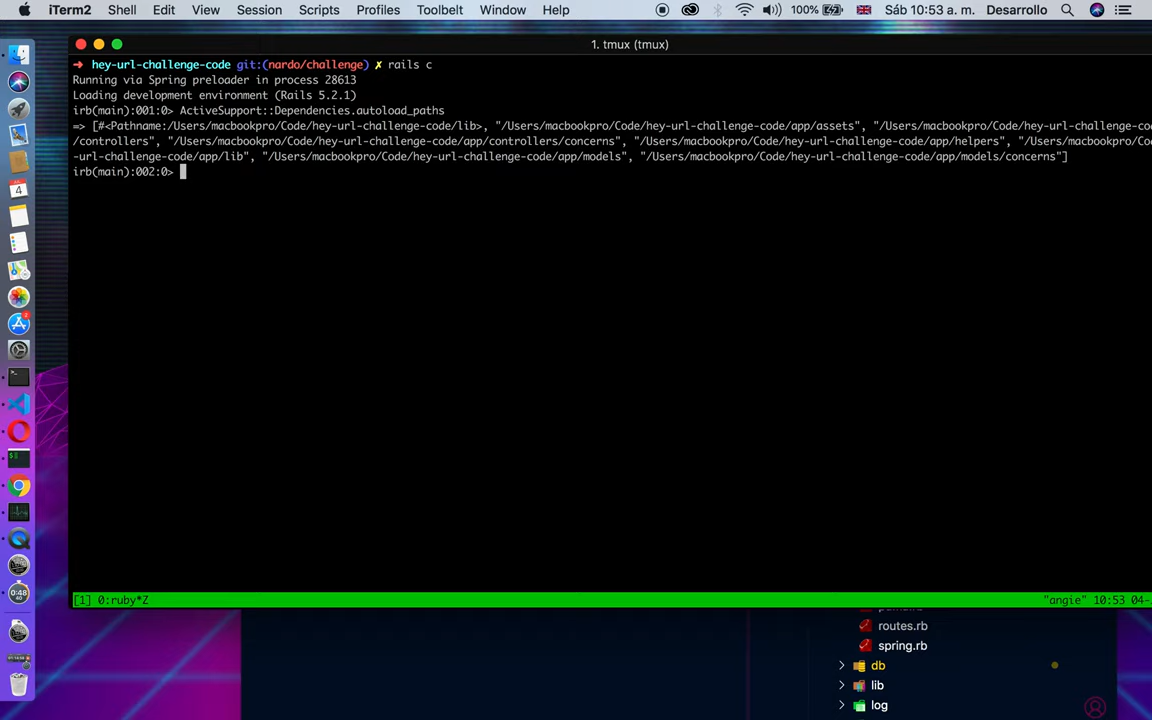 iTerm2 Shell Edit View Session Scripts Profiles Toolbelt Window Help 100% Sáb 10:53 a. m. Desarrollo
1. tmux (tmux)
➜ hey-url-challenge-code git:(nardo/challenge) ✗ rails c
Running via Spring preloader in process 28613
Loading development environment (Rails 5.2.1)
irb(main):001:0> ActiveSupport::Dependencies.autoload_paths
=> [#<Pathname:/Users/macbookpro/Code/hey-url-challenge-code/lib>, "/Users/macbookpro/Code/hey-url-challenge-code/app/assets", "/Users/macbookpro/Code/hey-url-challenge-co
/controllers", "/Users/macbookpro/Code/hey-url-challenge-code/app/controllers/concerns", "/Users/macbookpro/Code/hey-url-challenge-code/app/helpers", "/Users/macbookpro/Co
-url-challenge-code/app/lib", "/Users/macbookpro/Code/hey-url-challenge-code/app/models", "/Users/macbookpro/Code/hey-url-challenge-code/app/models/concerns"]
irb(main):002:0>
4
2
0:48
[1] 0:ruby*Z "angie" 10:53 04-
routes.rb
spring.rb
db
lib
log